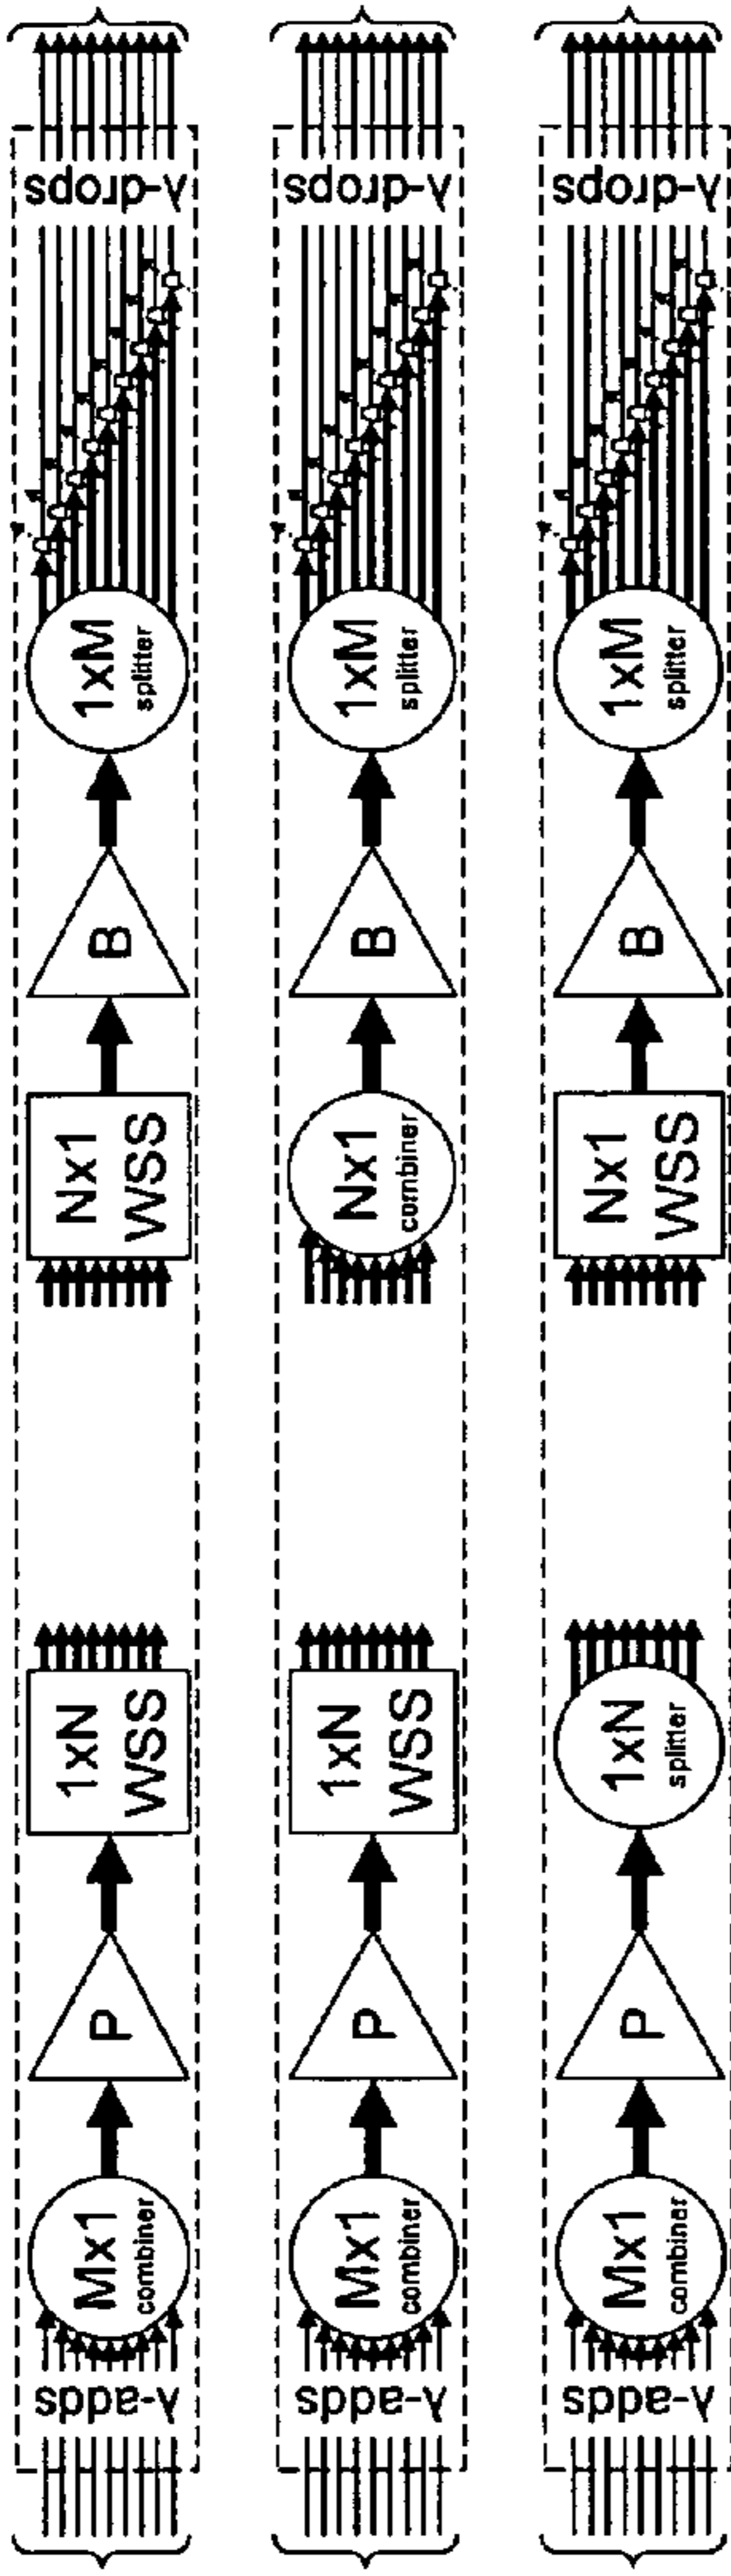 λ-adds
Mx1
combiner
P
1xN
WSS
Nx1
WSS
B
1xM
splitter
λ-drops
λ-adds
Mx1
combiner
P
1xN
WSS
Nx1
combiner
B
1xM
splitter
λ-drops
λ-adds
Mx1
combiner
P
1xN
splitter
Nx1
WSS
B
1xM
splitter
λ-drops